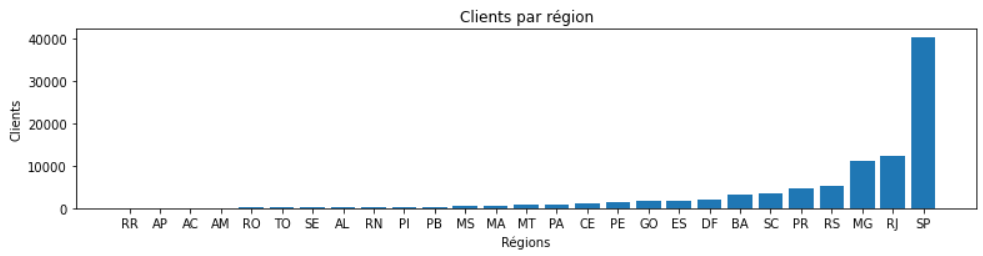 Clients par région
Clients
40000
30000
20000
10000
0
RR AP AC AM RO TO SE AL RN PI PB MS MA MT PA CE PE GO ES DF BA SC PR RS MG RJ SP
Régions